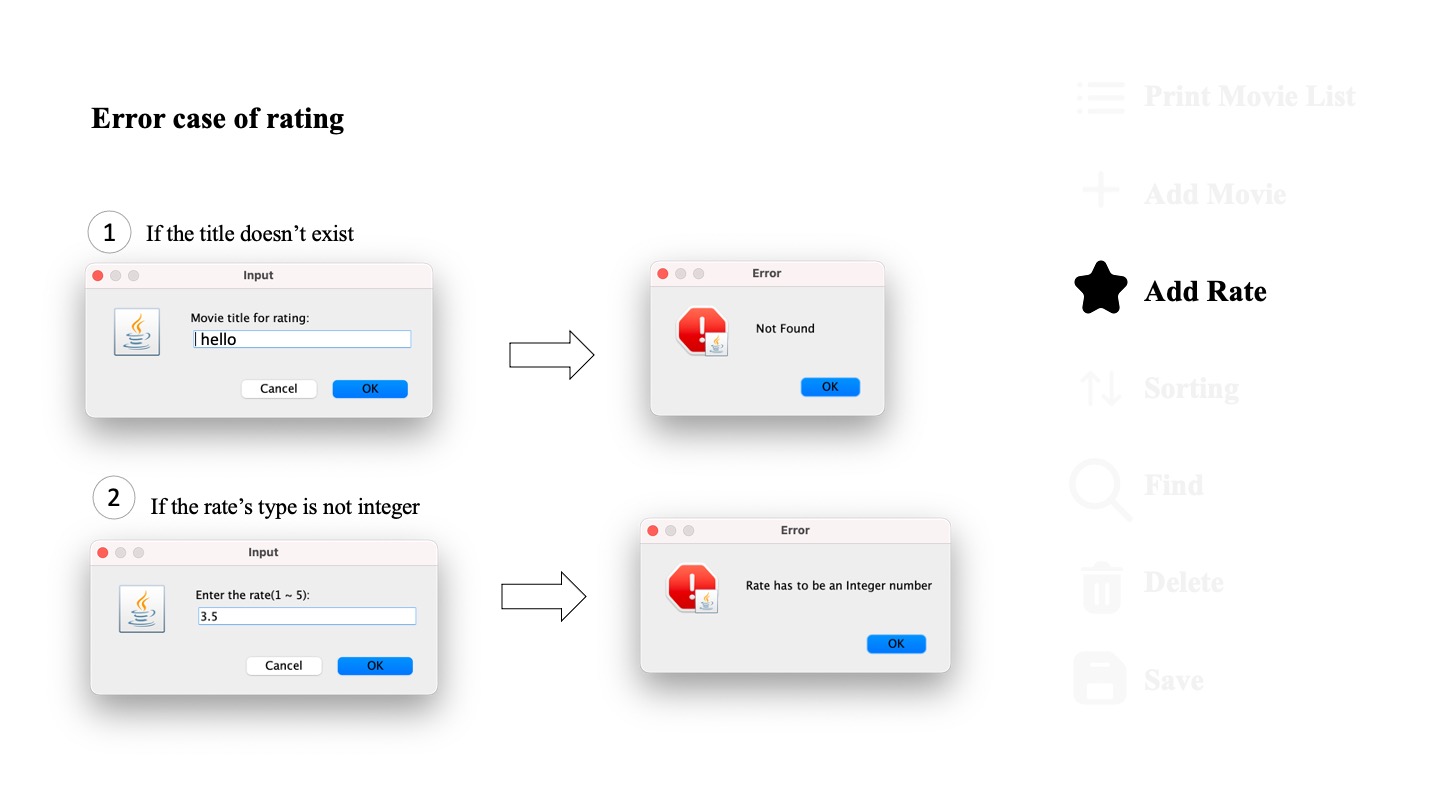 Error case of rating
1 If the title doesn’t exist
Input
Movie title for rating:
hello
Cancel OK
Error
Not Found
OK
2 If the rate’s type is not integer
Input
Enter the rate(1 ~ 5):
3.5
Cancel OK
Error
Rate has to be an Integer number
OK
Print Movie List
Add Movie
Add Rate
Sorting
Find
Delete
Save